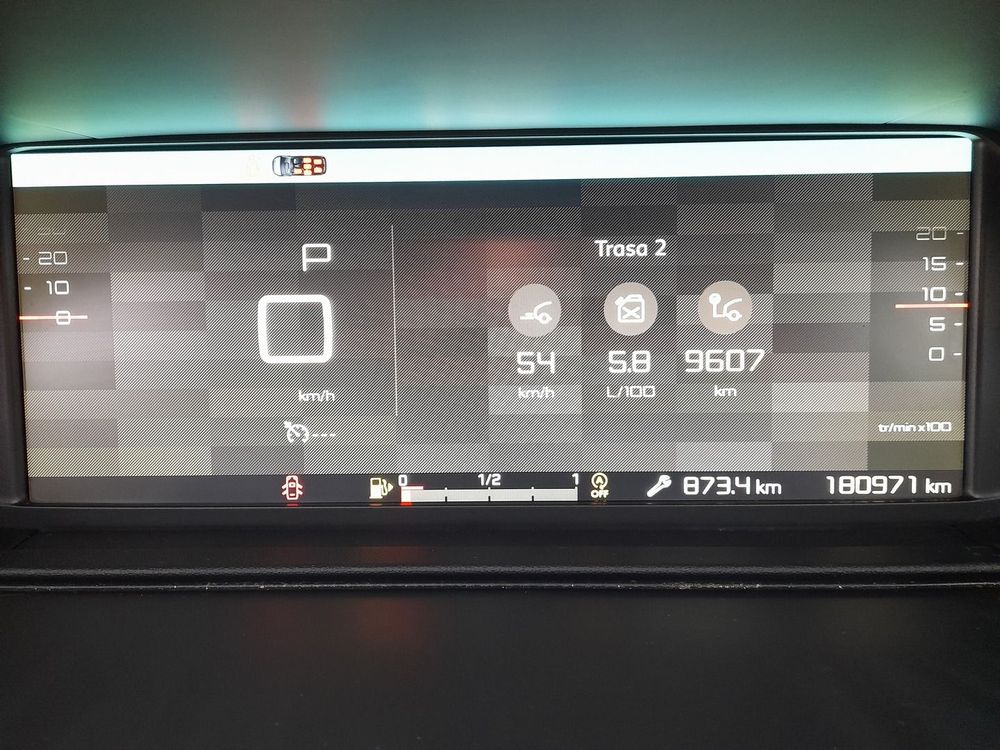 P
20
10
0
0
km/h
---
Trasa 2
54
km/h
5.8
L/100
9607
km
20
15
10
5
0
tr/min x100
0 1/2 1
OFF
873.4 km
180971 km